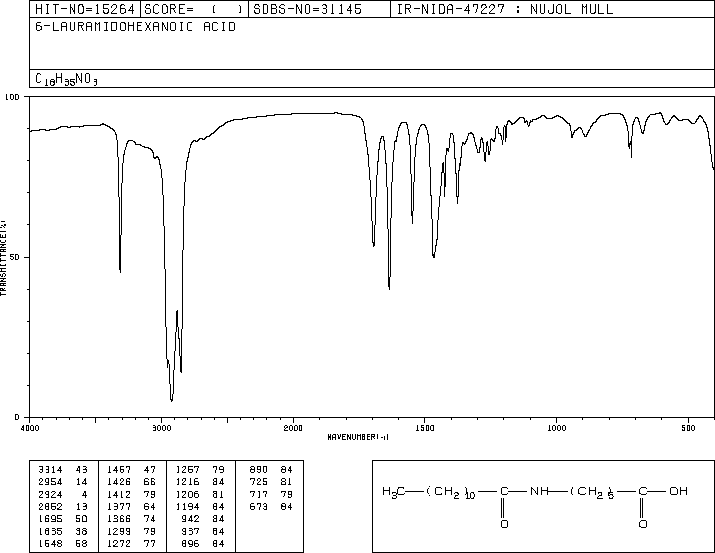 HIT-NO=15264 SCORE= ( ) SDBS-NO=31145 IR-NIDA-47227 : NUJOL MULL
6-LAURAMIDOHEXANOIC ACID
C18H35NO3
100
50
0
TRANSMITTANCE(%)
4000 3000 2000 1500 1000 500
WAVENUMBER(-1)
3314 43 1467 47 1257 79 890 84
2954 14 1426 66 1216 84 725 81
2924 4 1412 79 1206 81 717 79
2852 13 1377 64 1194 84 673 84
1695 50 1366 74 942 84
1635 38 1299 79 937 84
1548 58 1272 77 896 84
H3C—(CH2)10—C—NH—(CH2)5—C—OH
O O